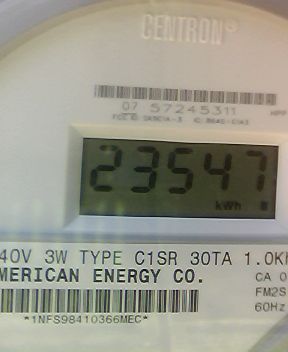 CENTRON®
07 57245311
23547
kWh
40V 3W TYPE C1SR 30TA 1.0K
MERICAN ENERGY CO.
CA 0
FM2S
60Hz
*1NFS98410366MEC*